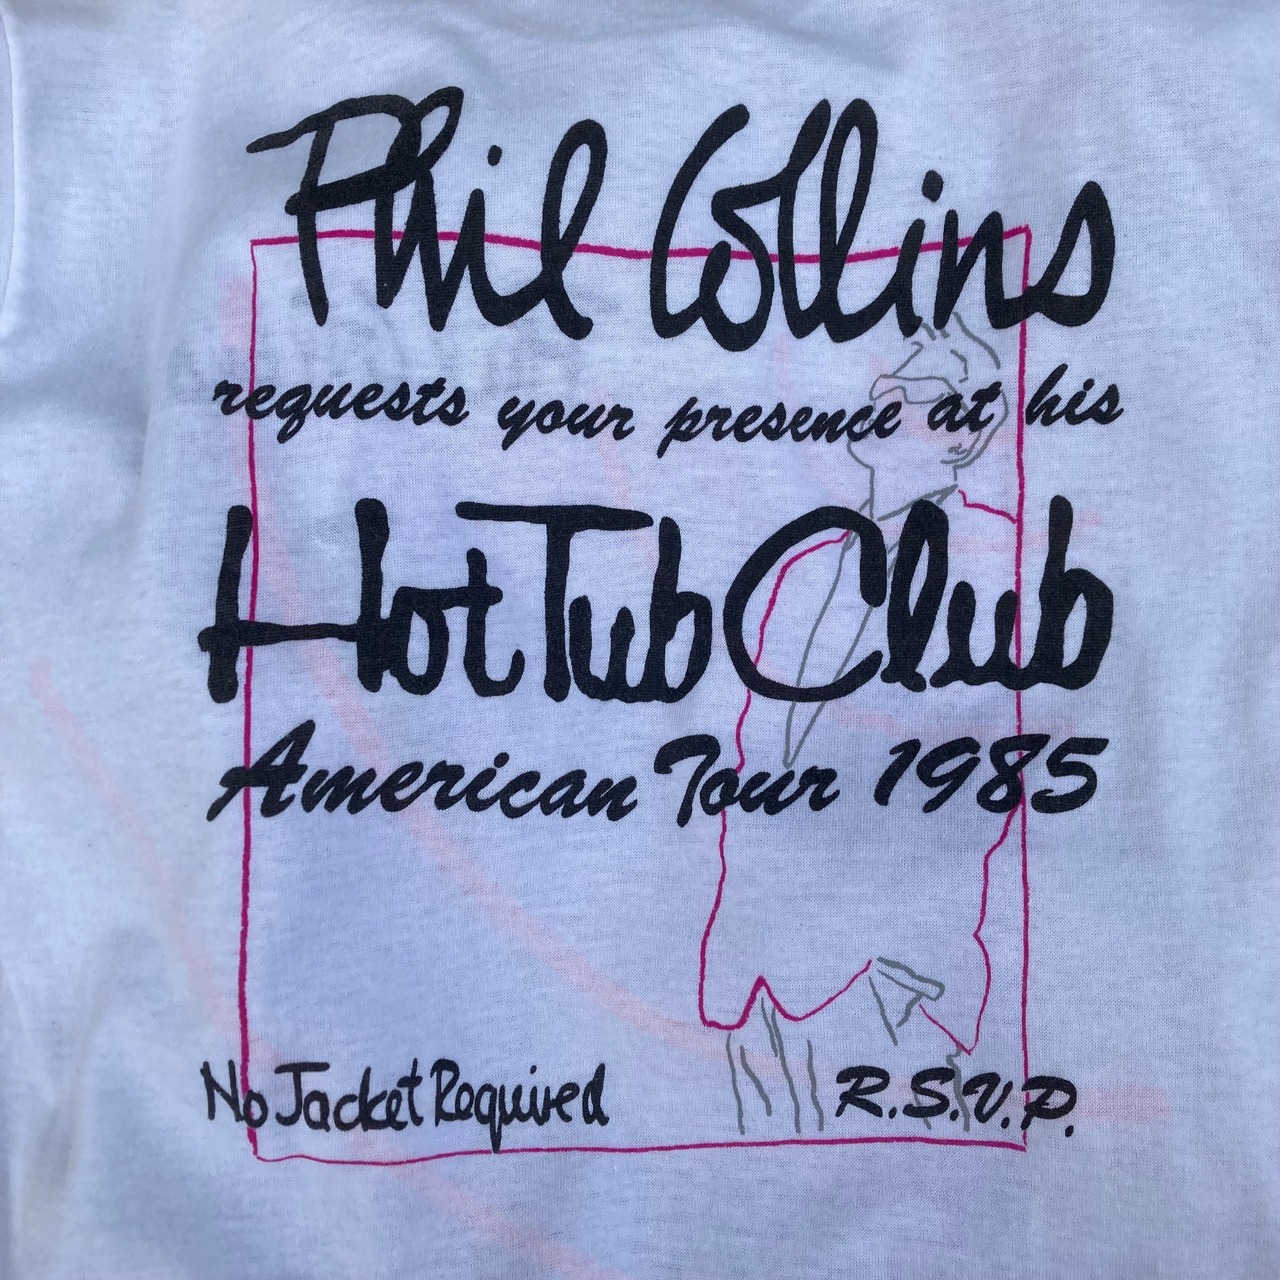 Phil Collins
requests your presence at his
Hot Tub Club
American Tour 1985
No Jacket Required R.S.V.P.